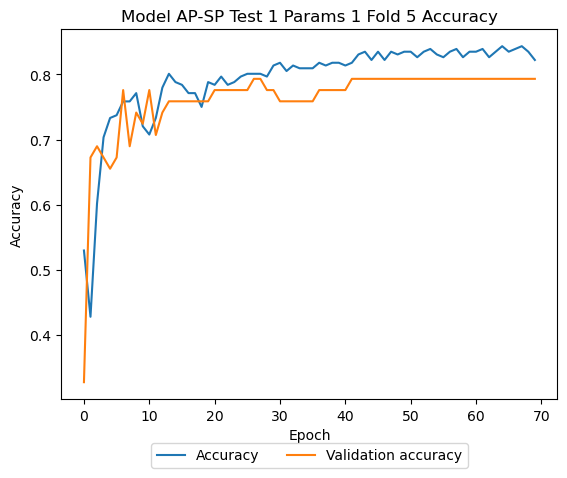 Model AP-SP Test 1 Params 1 Fold 5 Accuracy
Accuracy
0.8
0.7
0.6
0.5
0.4
0 10 20 30 40 50 60 70
Epoch
Accuracy Validation accuracy